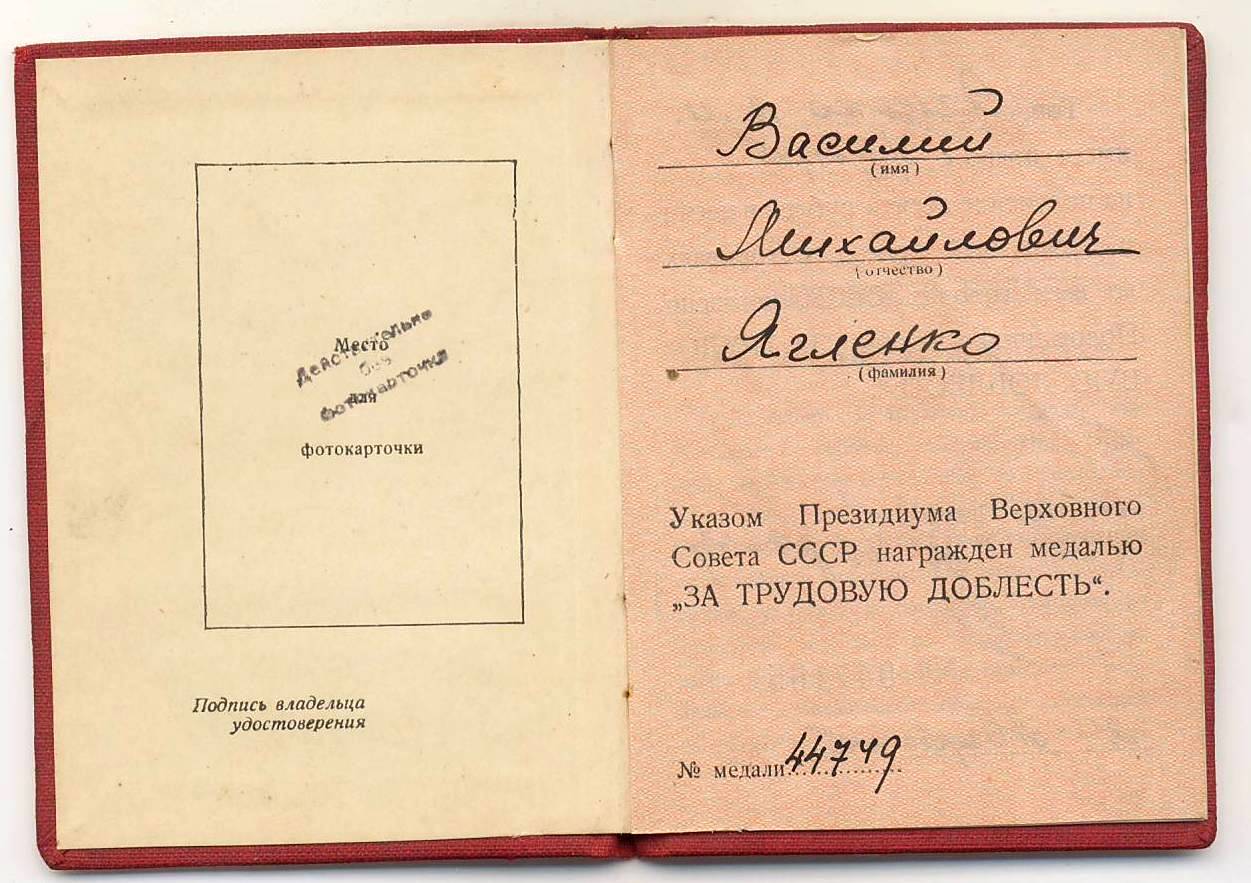 Место
для
фотокарточки
Действительно
без
фотокарточки
Подпись владельца
удостоверения
Василий
(имя)
Михайлович
(отчество)
Ягленко
(фамилия)
Указом Президиума Верховного
Совета СССР награжден медалью
„ЗА ТРУДОВУЮ ДОБЛЕСТЬ“.
№ медали 44749